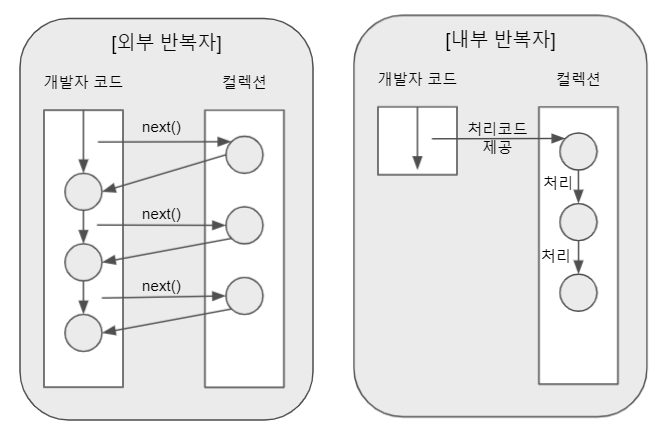 [외부 반복자]
개발자 코드
컬렉션
next()
next()
next()
[내부 반복자]
개발자 코드
컬렉션
처리코드
제공
처리
처리